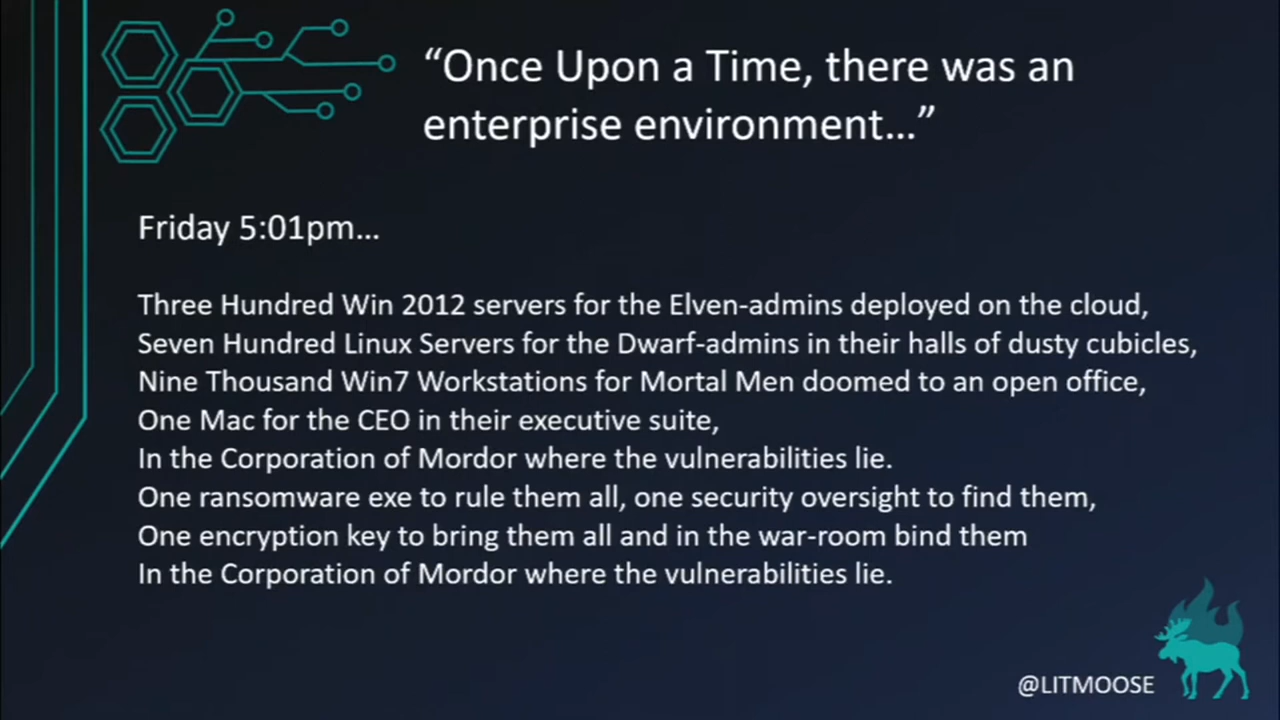 “Once Upon a Time, there was an
enterprise environment…”
Friday 5:01pm…
Three Hundred Win 2012 servers for the Elven-admins deployed on the cloud,
Seven Hundred Linux Servers for the Dwarf-admins in their halls of dusty cubicles,
Nine Thousand Win7 Workstations for Mortal Men doomed to an open office,
One Mac for the CEO in their executive suite,
In the Corporation of Mordor where the vulnerabilities lie.
One ransomware exe to rule them all, one security oversight to find them,
One encryption key to bring them all and in the war-room bind them
In the Corporation of Mordor where the vulnerabilities lie.
@LITMOOSE